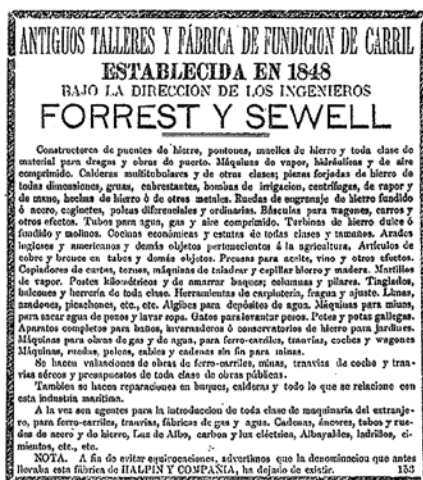 ANTIGUOS TALLERES Y FÁBRICA DE FUNDICION DE CARRIL
ESTABLECIDA EN 1848
BAJO LA DIRECCION DE LOS INGENIEROS
FORREST Y SEWELL
Constructores de puentes de hierro, pontones, muelles de hierro y toda clase de
material para dragas y obras de puerto. Máquinas de vapor, hidráulicas y de aire
comprimido. Calderas multitubulares y de otras clases; piezas forjadas de hierro de
todas dimensiones, gruas, cabrestantes, bombas de irrigacion, centrífugas, de vapor y
de mano, hechas de hierro ó de otros metales. Ruedas de engranaje de hierro fundido
ó acero, coginetes, poleas diferenciales y ordinarias. Básculas para wagones, carros y
otros efectos. Tubos para agua, gas y aire comprimido. Turbinas de hierro dulce ó
fundido y molinos. Cocinas económicas y estufas de todas clases y tamaños. Arados
ingleses y americanos y demás objetos pertenecientes á la agricultura. Artículos de
cobre y bronce en tubos y demás objetos. Prensas para aceite, vino y otros efectos.
Copiadores de cartas, tornos, máquinas de taladrar y cepillar hierro y madera. Martillos
de vapor. Postes kilométricos y de amarrar buques; columnas y pilares. Tinglados,
balcones y herrería de toda clase. Herramientas de carpintería, fragua y ajuste. Limas,
azadones, picachones, etc., etc. Algibes para depósitos de agua. Máquinas para minas,
para sacar agua de pozos y lavar ropa. Gatos para levantar pesos. Potes y potas gallegas.
Aparatos completos para baños, invernaderos ó conservatorios de hierro para jardines.
Máquinas para obras de gas y de agua, para ferro-carriles, tranvías, coches y wagones
Máquinas, ruedas, poleas, cables y cadenas sin fin para minas.
Se hacen valuaciones de obras de ferro-carriles, minas, tranvías de coche y tran-
vías aéreos y presupuestos de toda clase de obras públicas.
Tambien se hacen reparaciones en buques, calderas y todo lo que se relacione con
esta industria marítima.
A la vez son agentes para la introduccion de toda clase de maquinaria del extranje-
ro, para ferro-carriles, tranvías, fábricas de gas y agua. Cadenas, áncores, tubos y rue-
das de acero y de hierro, Luz de Albo, carbon y luz eléctrica, Albayaldes, ladrillos, ci-
mientos, etc., etc.
NOTA. A fin de evitar equivocaciones, advertimos que la denominacion que antes
llevaba esta fábrica de HALPIN Y COMPAÑIA, ha dejado de existir. 153